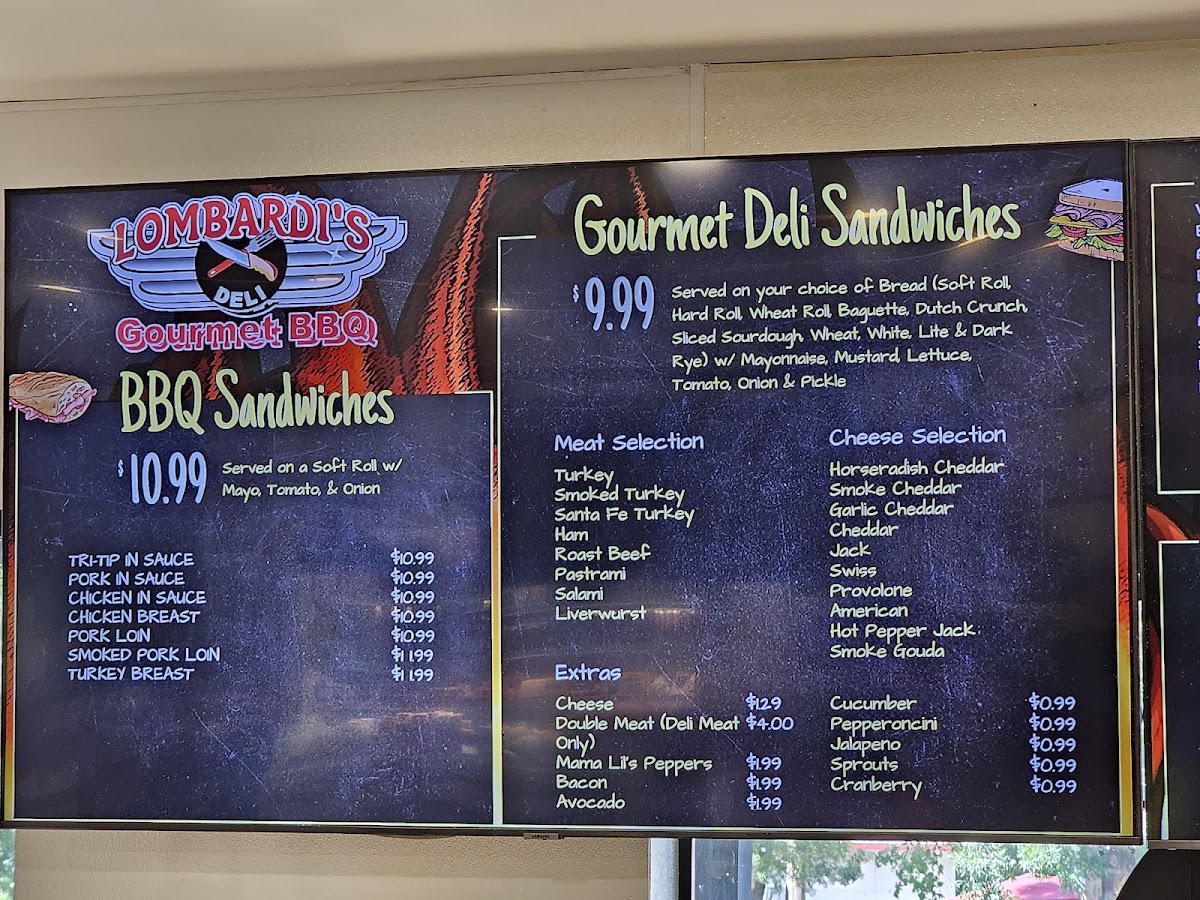 LOMBARDI'S
DELI
Gourmet BBQ
BBQ Sandwiches
$10.99
Served on a Soft Roll w/
Mayo, Tomato, & Onion
TRI-TIP IN SAUCE $10.99
PORK IN SAUCE $10.99
CHICKEN IN SAUCE $10.99
CHICKEN BREAST $10.99
PORK LOIN $10.99
SMOKED PORK LOIN $11.99
TURKEY BREAST $11.99
Gourmet Deli Sandwiches
$9.99
Served on your choice of Bread (Soft Roll,
Hard Roll, Wheat Roll, Baguette, Dutch Crunch,
Sliced Sourdough, Wheat, White, Lite & Dark
Rye) w/ Mayonnaise, Mustard, Lettuce,
Tomato, Onion & Pickle
Meat Selection
Turkey
Smoked Turkey
Santa Fe Turkey
Ham
Roast Beef
Pastrami
Salami
Liverwurst
Cheese Selection
Horseradish Cheddar
Smoke Cheddar
Garlic Cheddar
Cheddar
Jack
Swiss
Provolone
American
Hot Pepper Jack
Smoke Gouda
Extras
Cheese $1.29
Double Meat (Deli Meat $4.00
Only)
Mama Lil's Peppers $1.99
Bacon $1.99
Avocado $1.99
Cucumber $0.99
Pepperoncini $0.99
Jalapeno $0.99
Sprouts $0.99
Cranberry $0.99